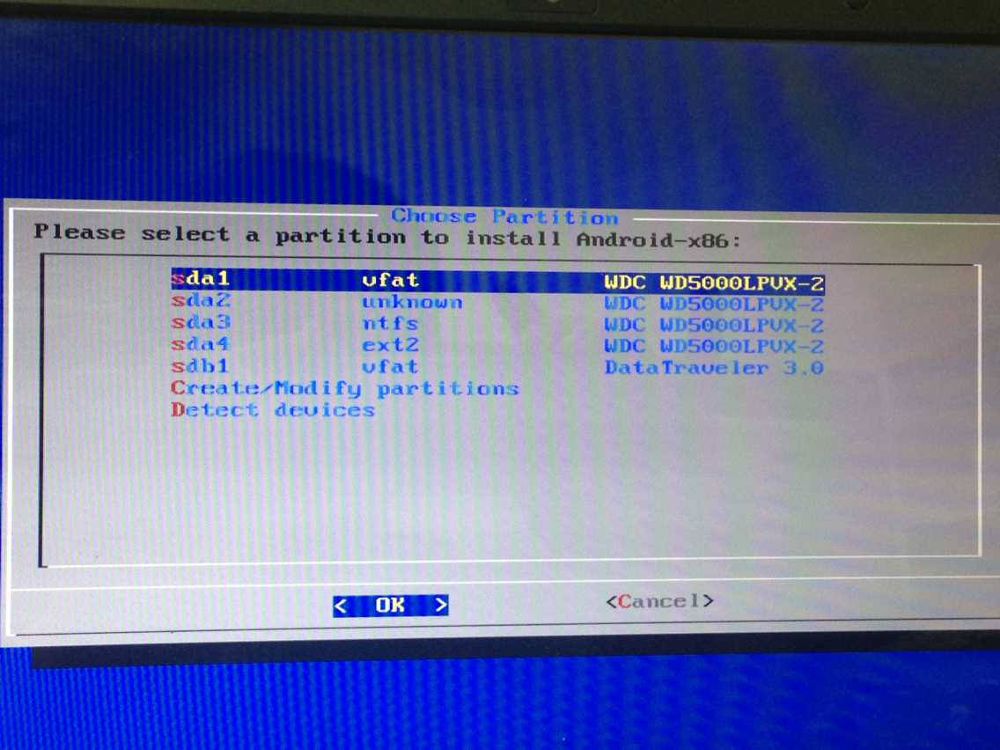 Choose Partition
Please select a partition to install Android-x86:
sda1 vfat WDC WD5000LPVX-2
sda2 unknown WDC WD5000LPVX-2
sda3 ntfs WDC WD5000LPVX-2
sda4 ext2 WDC WD5000LPVX-2
sdb1 vfat DataTraveler 3.0
Create/Modify partitions
Detect devices
< OK > <Cancel>